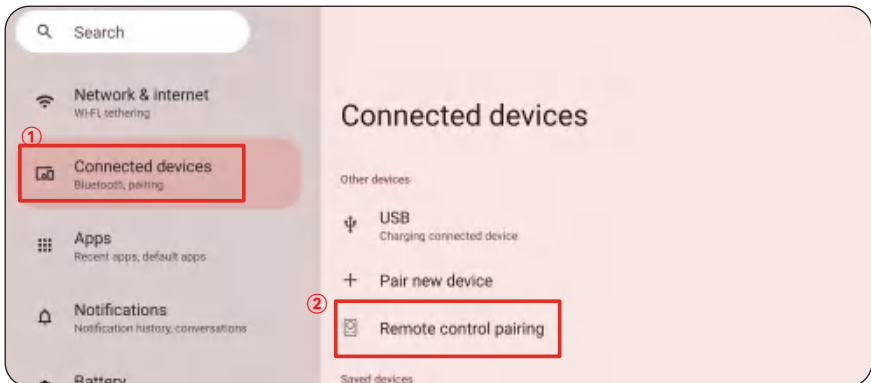 Search
Network & internet
Wi-Fi, tethering
①
Connected devices
Bluetooth, pairing
Apps
Recent apps, default apps
Notifications
Notification history, conversations
Battery
Connected devices
Other devices
USB
Charging connected device
+ Pair new device
②
Remote control pairing
Saved devices